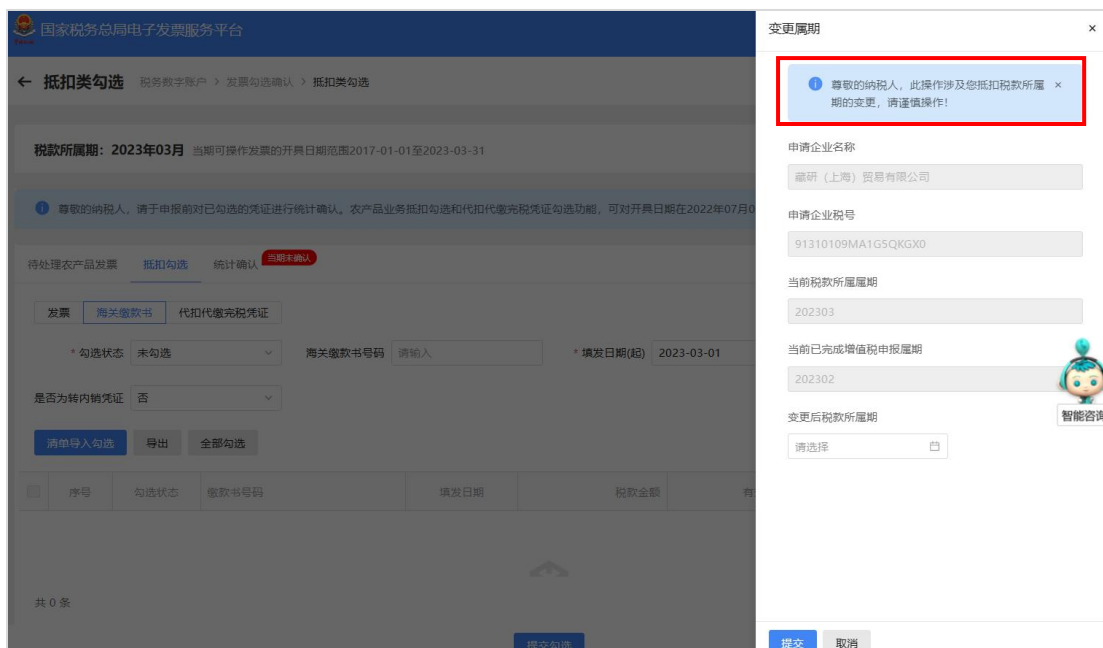 国家税务总局电子发票服务平台
← 抵扣类勾选 税务数字账户 > 发票勾选确认 > 抵扣类勾选
税款所属期：2023年03月 当期可操作发票的开具日期范围2017-01-01至2023-03-31
尊敬的纳税人，请于申报前对已勾选的凭证进行统计确认。农产品业务抵扣勾选和代扣代缴完税凭证勾选功能，可对开具日期在2022年07月0
待处理农产品发票 抵扣勾选 统计确认 当期未确认
发票 海关缴款书 代扣代缴完税凭证
* 勾选状态 未勾选 海关缴款书号码 请输入 * 填发日期(起) 2023-03-01
是否为转内销凭证 否
清单导入勾选 导出 全部勾选
序号 勾选状态 缴款书号码 填发日期 税款金额 有
共 0 条
提交勾选
变更属期 ×
尊敬的纳税人，此操作涉及您抵扣税款所属 ×
期的变更，请谨慎操作！
申请企业名称
藏研（上海）贸易有限公司
申请企业税号
91310109MA1G5QKGX0
当前税款所属属期
202303
当前已完成增值税申报属期
202302
智能咨询
变更后税款所属期
请选择
提交 取消